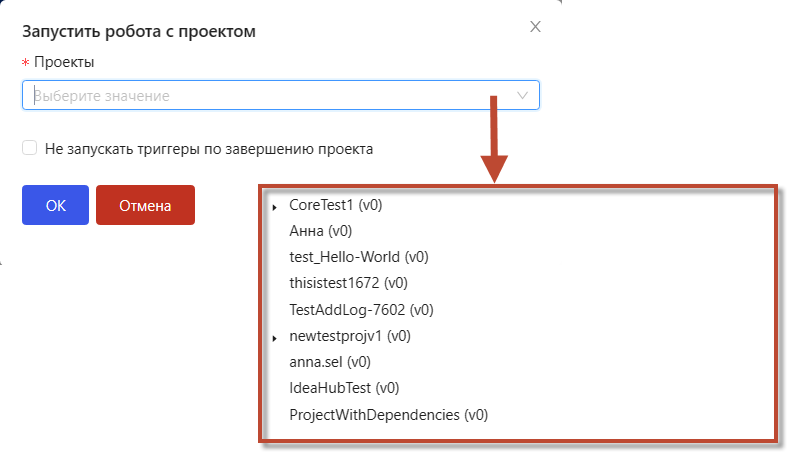 Запустить робота с проектом
* Проекты
Выберите значение
Не запускать триггеры по завершению проекта
ОК Отмена
CoreTest1 (v0)
Анна (v0)
test_Hello-World (v0)
thisistest1672 (v0)
TestAddLog-7602 (v0)
newtestprojv1 (v0)
anna.sel (v0)
IdeaHubTest (v0)
ProjectWithDependencies (v0)